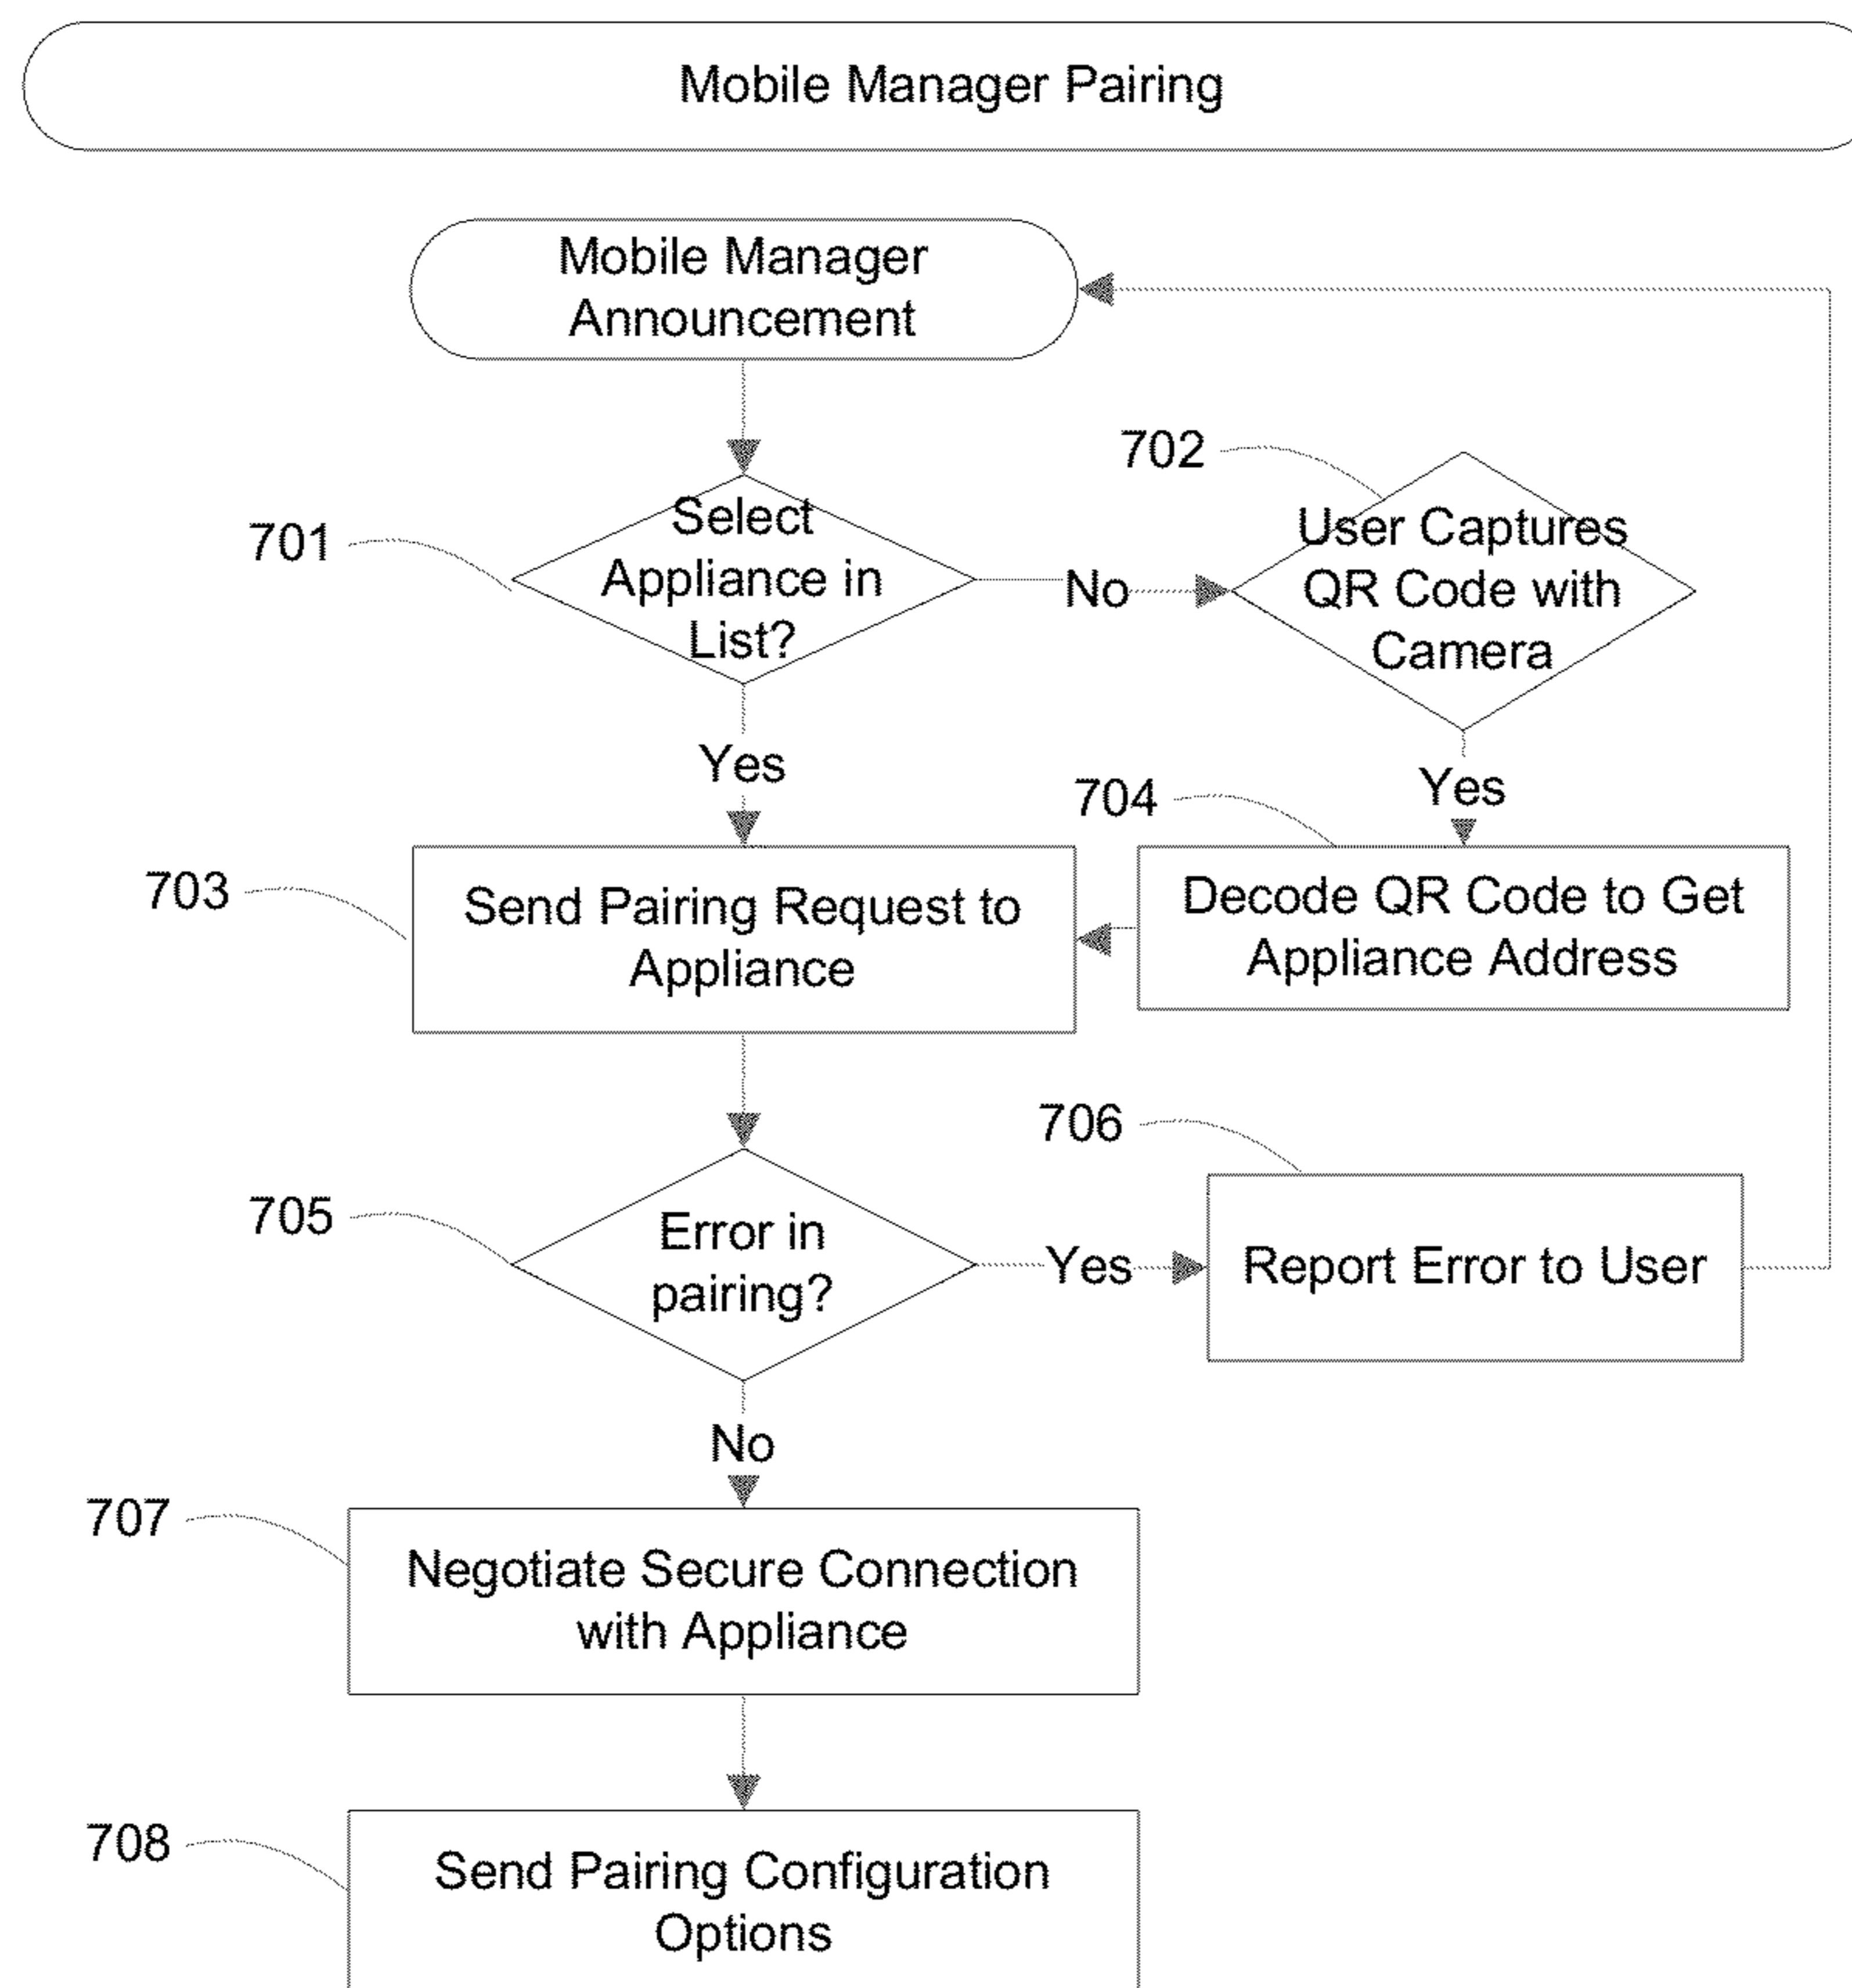 Mobile Manager Pairing
Mobile Manager
Announcement
702
701
Select
Appliance in
List?
No
User Captures
QR Code with
Camera
Yes
Yes
704
703
Send Pairing Request to
Appliance
Decode QR Code to Get
Appliance Address
706
705
Error in
pairing?
Yes
Report Error to User
No
707
Negotiate Secure Connection
with Appliance
708
Send Pairing Configuration
Options